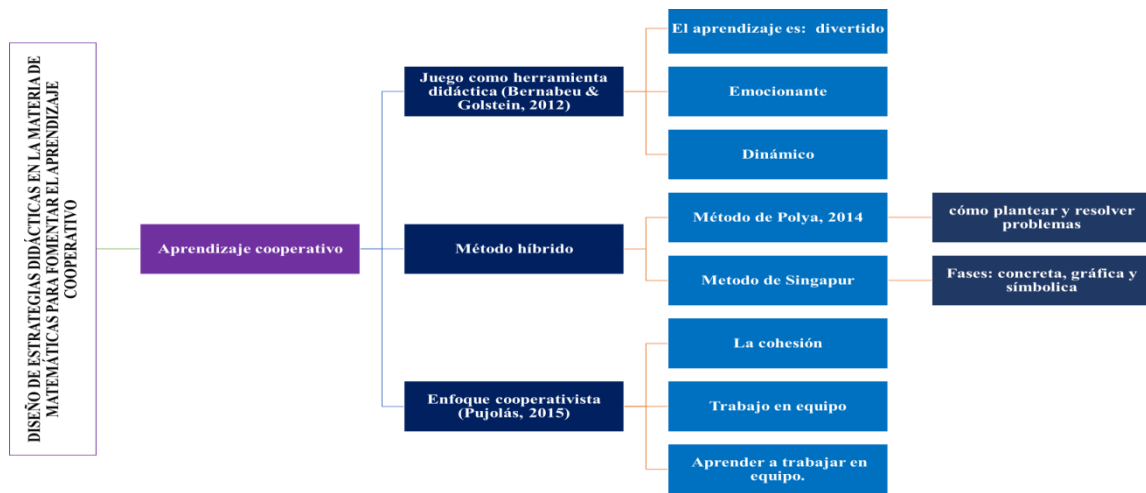 DISEÑO DE ESTRATEGIAS DIDÁCTICAS EN LA MATERIA DE
MATEMÁTICAS PARA FOMENTAR EL APRENDIZAJE
COOPERATIVO
Aprendizaje cooperativo
Juego como herramienta
didáctica (Bernabeu &
Golstein, 2012)
El aprendizaje es:  divertido
Emocionante
Dinámico
Método híbrido
Método de Polya, 2014
cómo plantear y resolver
problemas
Metodo de Singapur
Fases: concreta, gráfica y
símbolica
Enfoque cooperativista
(Pujolás, 2015)
La cohesión
Trabajo en equipo
Aprender a trabajar en
equipo.